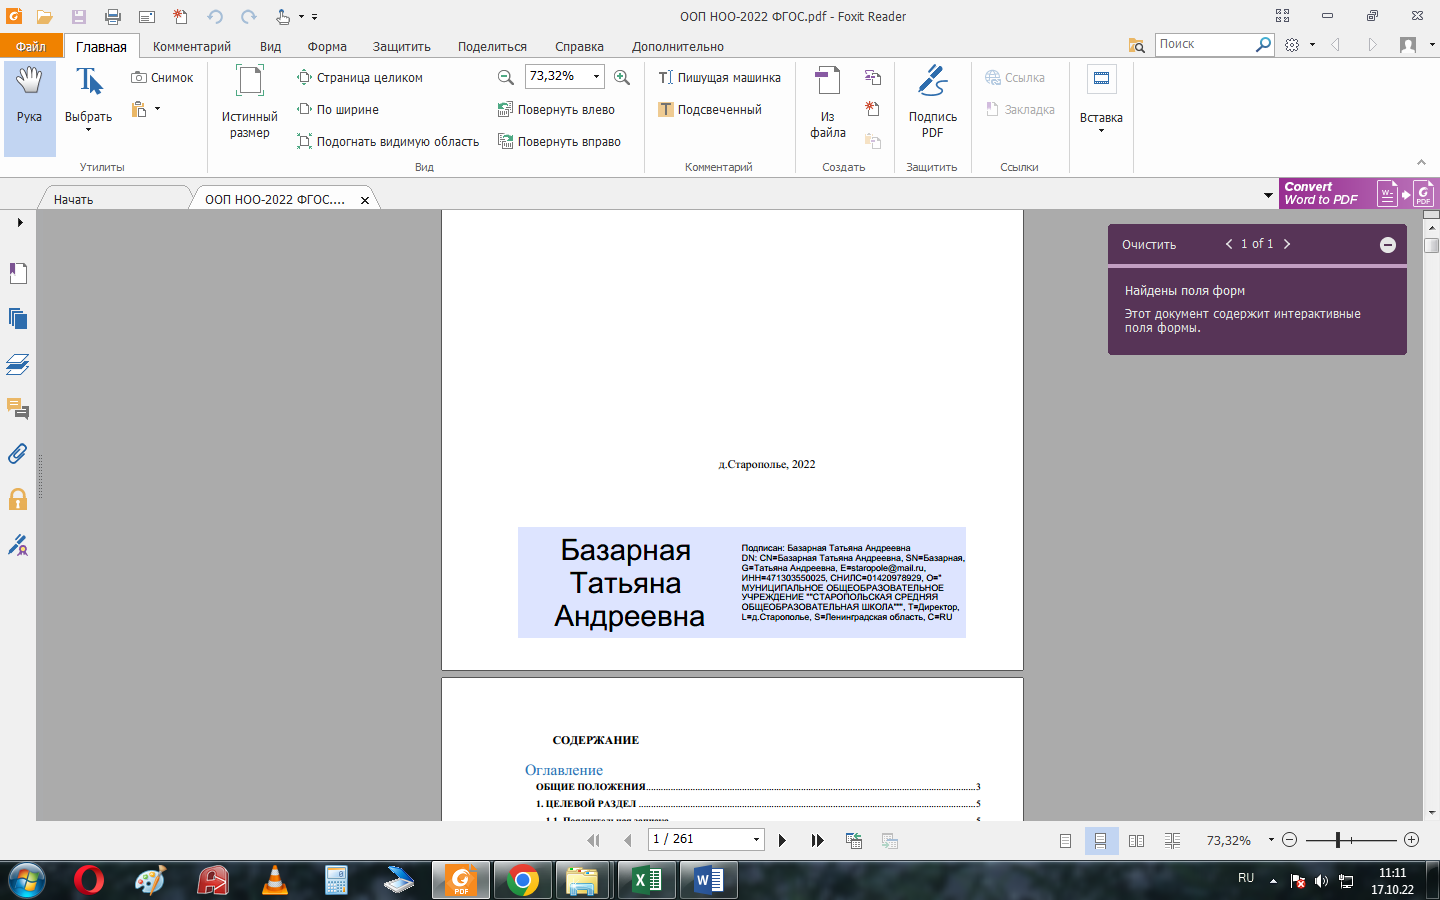 ООП НОО-2022 ФГОС.pdf - Foxit Reader
Файл
Главная
Комментарий
Вид
Форма
Защитить
Поделиться
Справка
Дополнительно
Поиск
Рука
Выбрать
Снимок
Утилиты
Истинный
размер
Страница целиком
По ширине
Подогнать видимую область
73,32%
Повернуть влево
Повернуть вправо
Вид
Пишущая машинка
Подсвеченный
Комментарий
Из
файла
Создать
Подпись
PDF
Защитить
Ссылка
Закладка
Ссылки
Вставка
Начать
ООП НОО-2022 ФГОС....
Convert
Word to PDF
PDF
Очистить
1 of 1
Найдены поля форм
Этот документ содержит интерактивные
поля формы.
д.Старополье, 2022
Базарная
Татьяна
Андреевна
Подписан: Базарная Татьяна Андреевна
DN: CN=Базарная Татьяна Андреевна, SN=Базарная,
G=Татьяна Андреевна, E=staropole@mail.ru,
ИНН=471303550025, СНИЛС=01420978929, O="
МУНИЦИПАЛЬНОЕ ОБЩЕОБРАЗОВАТЕЛЬНОЕ
УЧРЕЖДЕНИЕ ""СТАРОПОЛЬСКАЯ СРЕДНЯЯ
ОБЩЕОБРАЗОВАТЕЛЬНАЯ ШКОЛА""", T=Директор,
L=д.Старополье, S=Ленинградская область, C=RU
СОДЕРЖАНИЕ
Оглавление
ОБЩИЕ ПОЛОЖЕНИЯ 3
1. ЦЕЛЕВОЙ РАЗДЕЛ 5
1 / 261
73,32%
PDF
RU
11:11
17.10.22